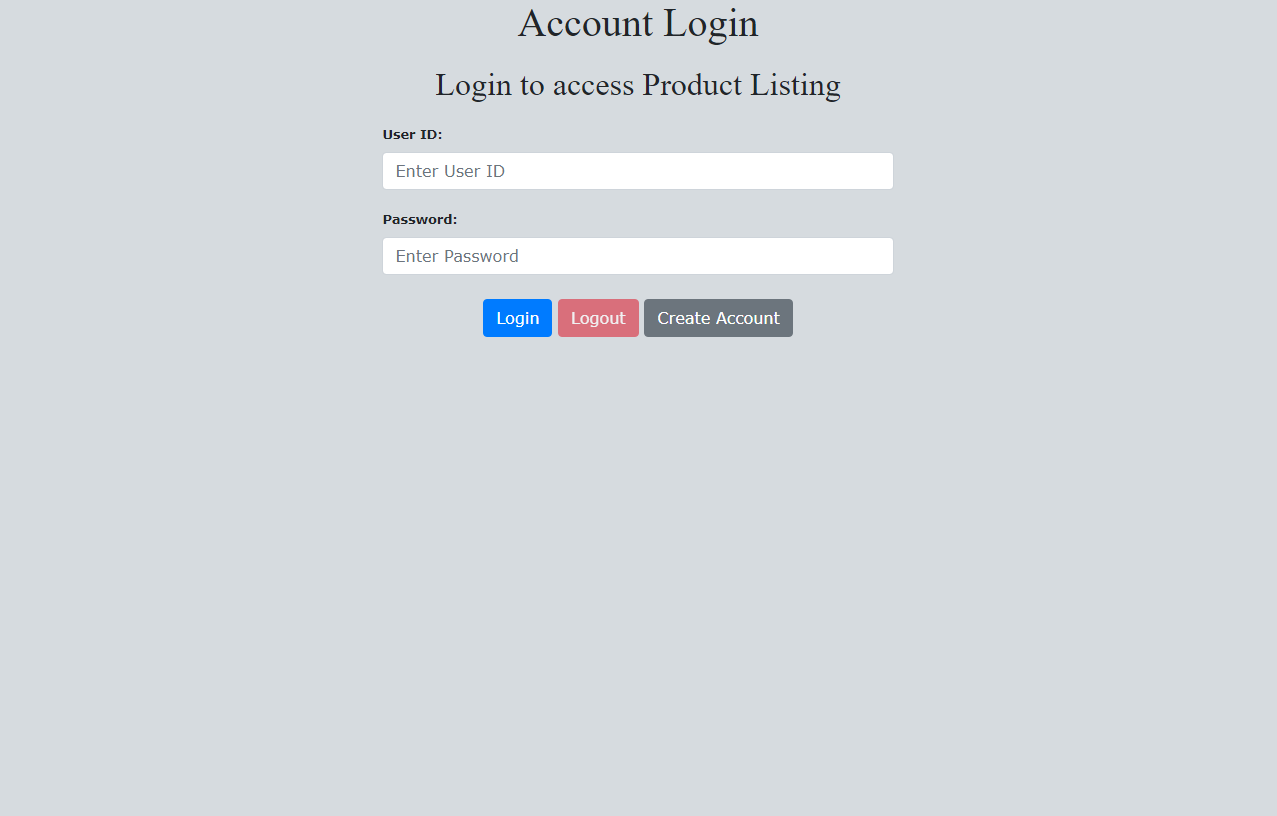 Account Login
Login to access Product Listing
User ID:
Enter User ID
Password:
Enter Password
Login Logout Create Account